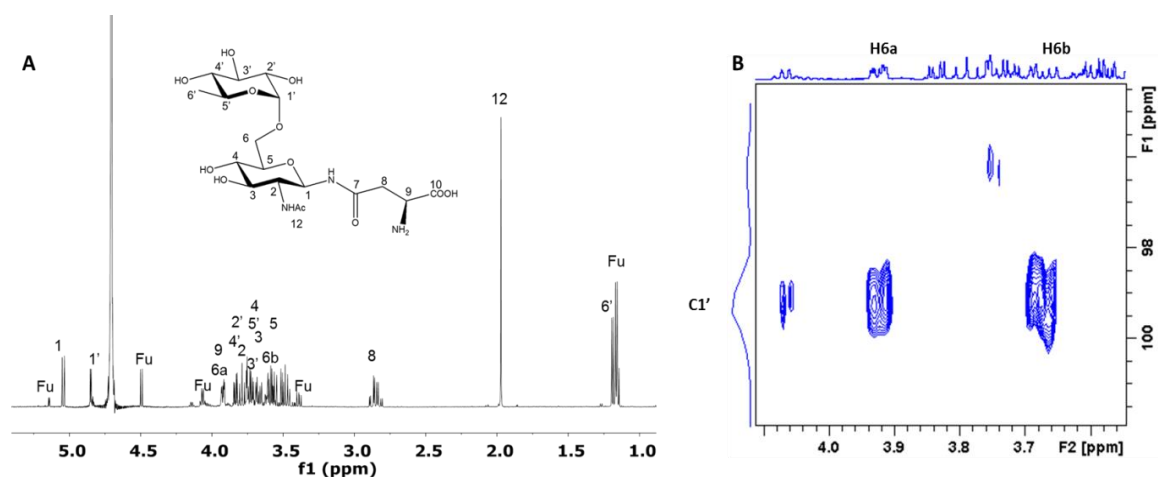 A
HO
HO
4'
3'
2'
OH
HO
1'
6'
5'
O
O
6
4
5
O
HO
HO
3
2
1
H
N
7
8
9
10
COOH
NHAc
O
NH2
12
12
Fu
6'
1
1'
Fu
Fu
Fu
9
6a
Fu
4
2'
5'
4'
3
2
3'
5
6b
Fu
8
5.0 4.5 4.0 3.5 3.0 2.5 2.0 1.5 1.0
f1 (ppm)
B
H6a H6b
F1 [ppm]
98
C1'
100
4.0 3.9 3.8 3.7 F2 [ppm]